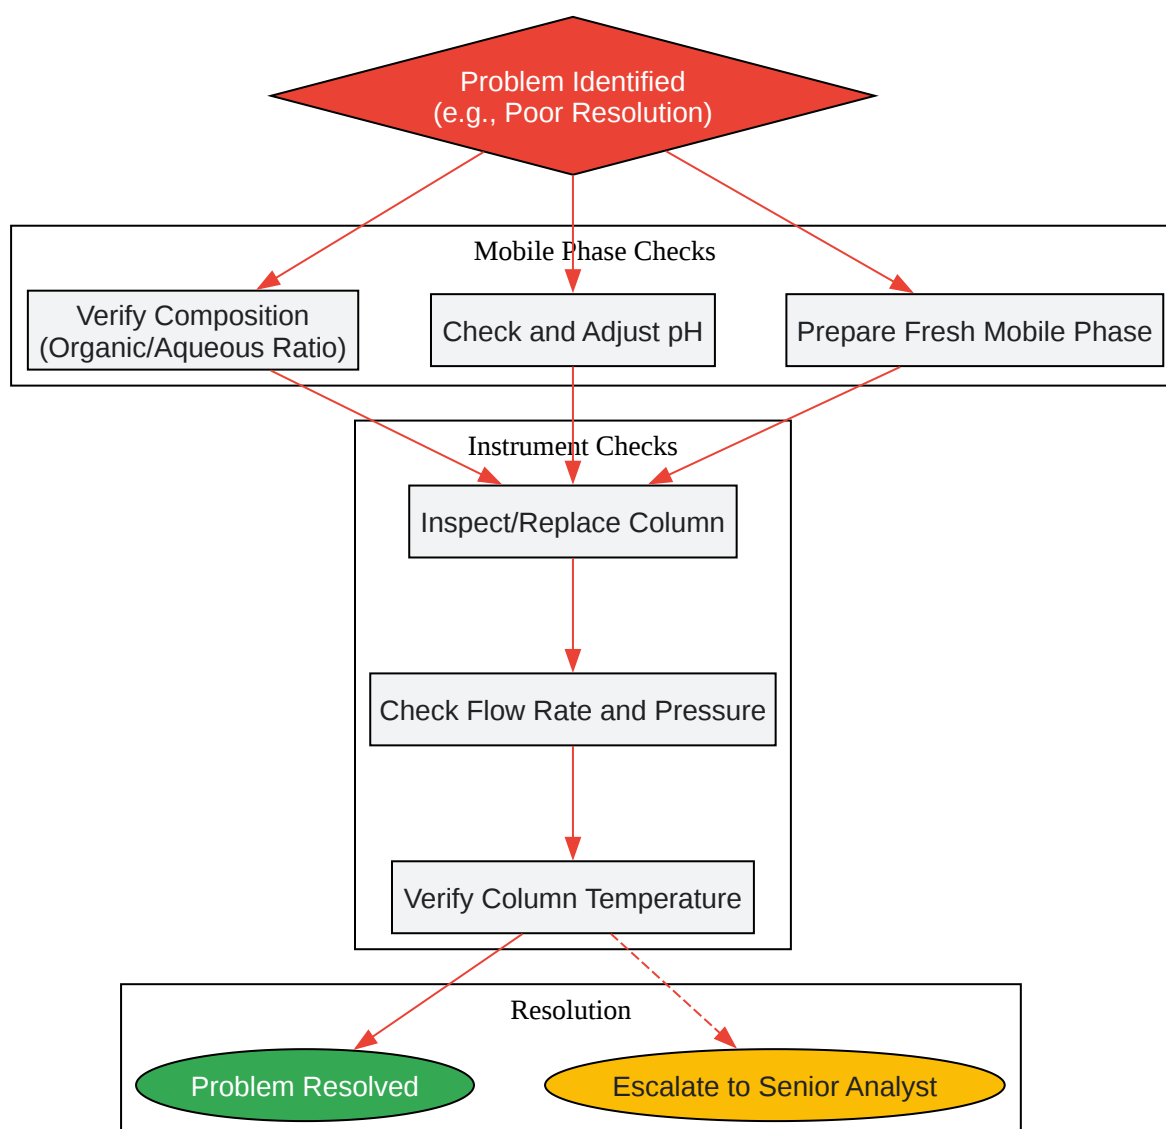 Problem Identified
(e.g., Poor Resolution)
Mobile Phase Checks
Verify Composition
(Organic/Aqueous Ratio)
Check and Adjust pH
Prepare Fresh Mobile Phase
Instrument Checks
Inspect/Replace Column
Check Flow Rate and Pressure
Verify Column Temperature
Resolution
Problem Resolved
Escalate to Senior Analyst